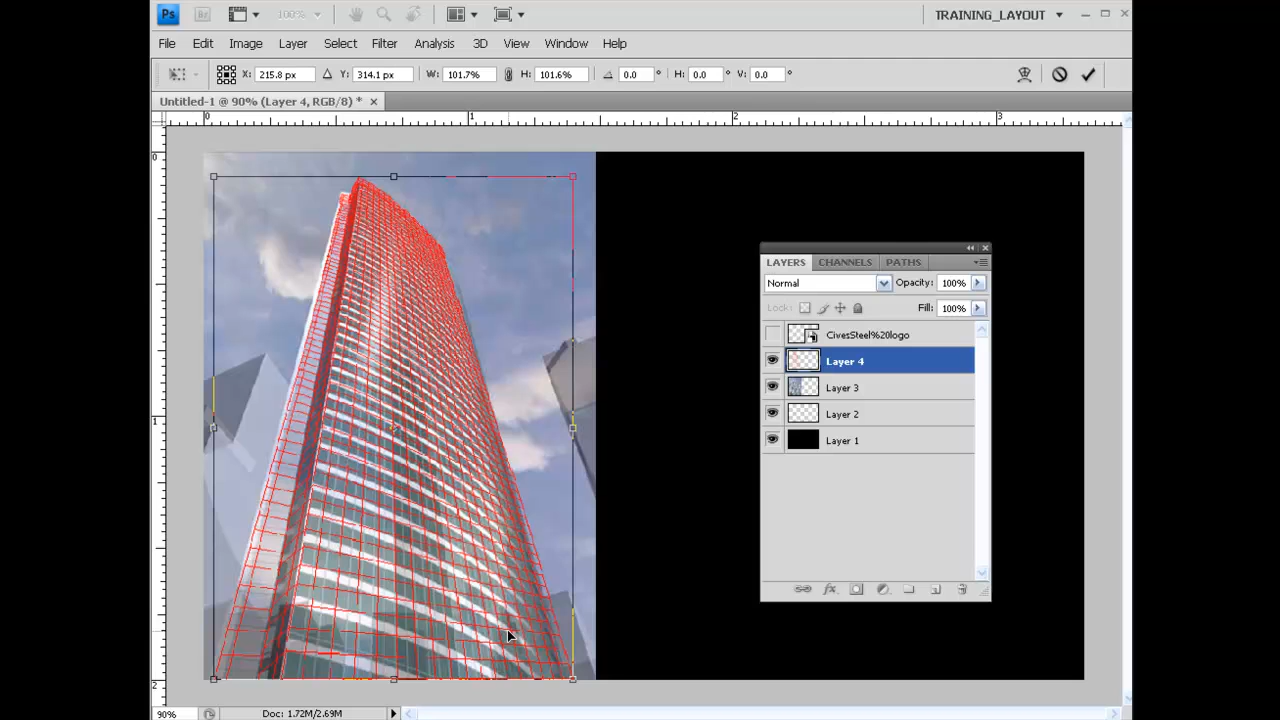 Ps Br 100% TRAINING_LAYOUT
File Edit Image Layer Select Filter Analysis 3D View Window Help
X: 215.8 px Y: 314.1 px W: 101.7% H: 101.6% 0.0 ° H: 0.0 ° V: 0.0 °
Untitled-1 @ 90% (Layer 4, RGB/8) *
0 1 2 3
0
LAYERS CHANNELS PATHS
Normal Opacity: 100%
Lock: Fill: 100%
CivesSteel%20logo
Layer 4
Layer 3
Layer 2
Layer 1
1
2
90% Doc: 1.72M/2.69M